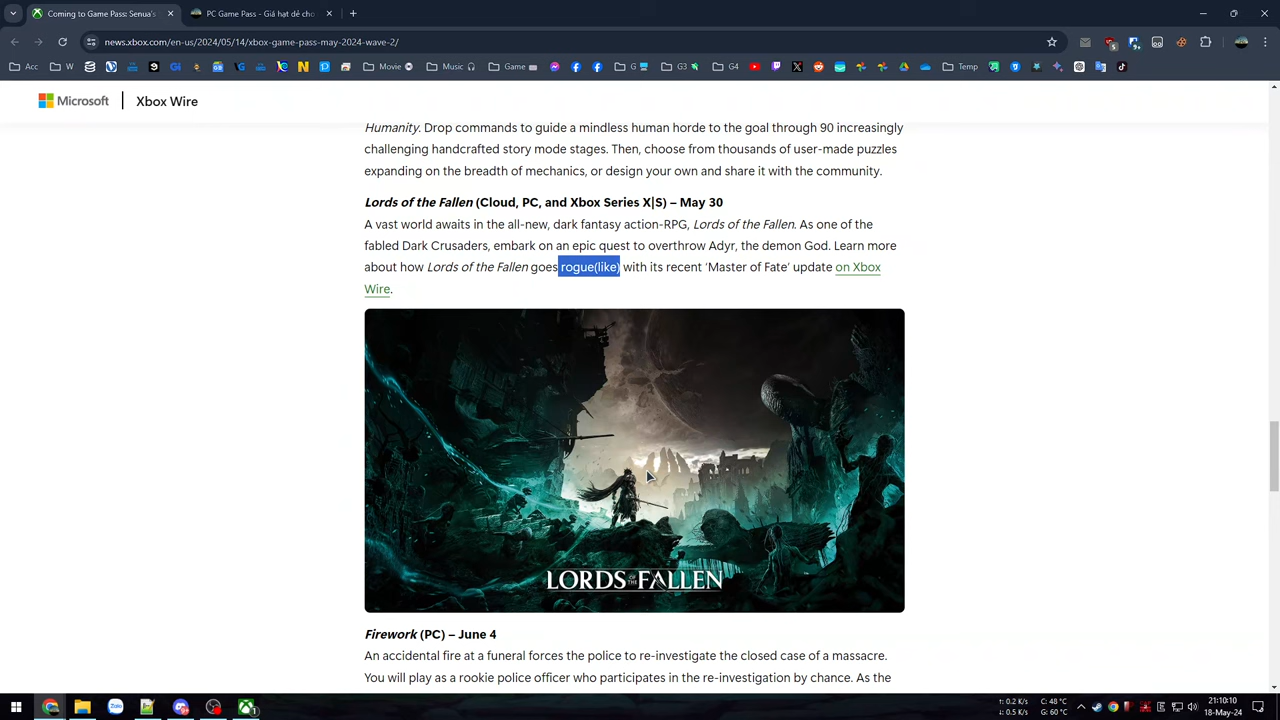 Coming to Game Pass: Senua's
PC Game Pass - Giá hạt dẻ cho
news.xbox.com/en-us/2024/05/14/xbox-game-pass-may-2024-wave-2/
Acc W Movie Music Game G G3 G4 Temp
Microsoft Xbox Wire
Humanity. Drop commands to guide a mindless human horde to the goal through 90 increasingly
challenging handcrafted story mode stages. Then, choose from thousands of user-made puzzles
expanding on the breadth of mechanics, or design your own and share it with the community.
Lords of the Fallen (Cloud, PC, and Xbox Series X|S) – May 30
A vast world awaits in the all-new, dark fantasy action-RPG, Lords of the Fallen. As one of the
fabled Dark Crusaders, embark on an epic quest to overthrow Adyr, the demon God. Learn more
about how Lords of the Fallen goes rogue(like) with its recent ‘Master of Fate’ update on Xbox
Wire.
LORDS OF THE FALLEN
Firework (PC) – June 4
An accidental fire at a funeral forces the police to re-investigate the closed case of a massacre.
You will play as a rookie police officer who participates in the re-investigation by chance. As the
↑: 0.2 K/s C: 48 °C 21:10:10
↓: 0.5 K/s G: 60 °C 18-May-24